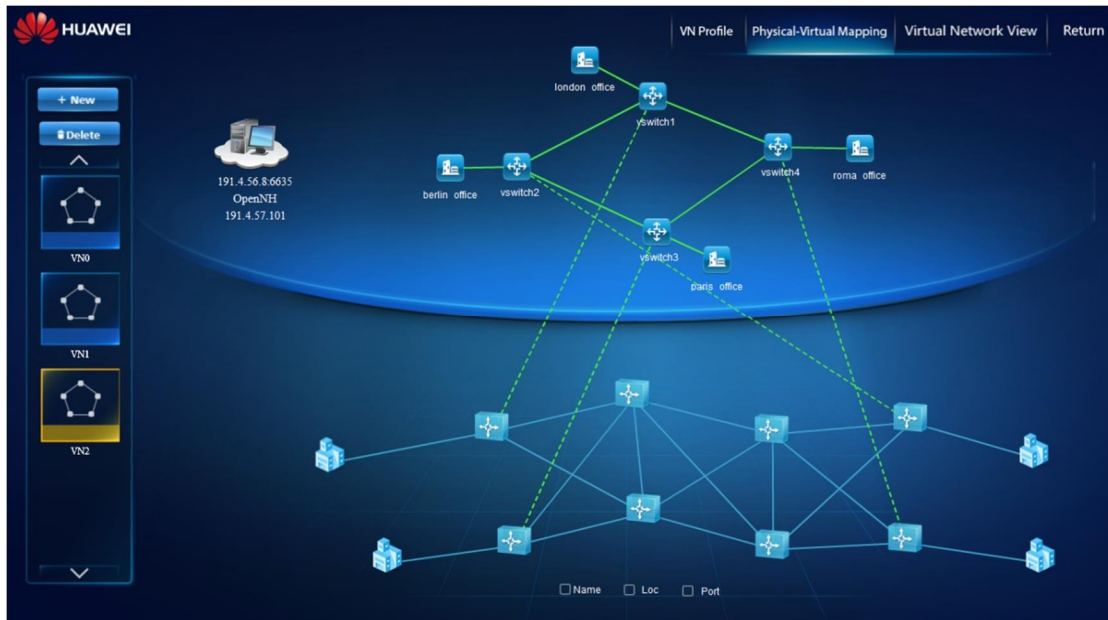 HUAWEI
VN Profile
Physical-Virtual Mapping
Virtual Network View
Return
+ New
Delete
191.4.56.8:6635
OpenNH
191.4.57.101
VN0
VN1
VN2
london office
vswitch1
berlin office
vswitch2
vswitch4
roma office
vswitch3
paris office
Name
Loc
Port